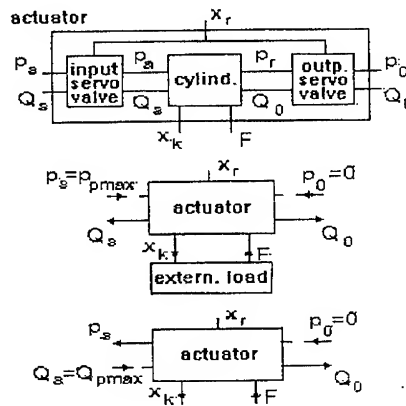 actuator
x_r
p_s input servo valve p_a cylind. p_r outp. servo valve p_0
Q_s Q_a Q_0
x_k F
x_r
p_s=p_pmax p_0=0
actuator
Q_s Q_0
x_k F
extern. load
x_r
p_s p_0=0
actuator
Q_s=Q_pmax Q_0
x_k F